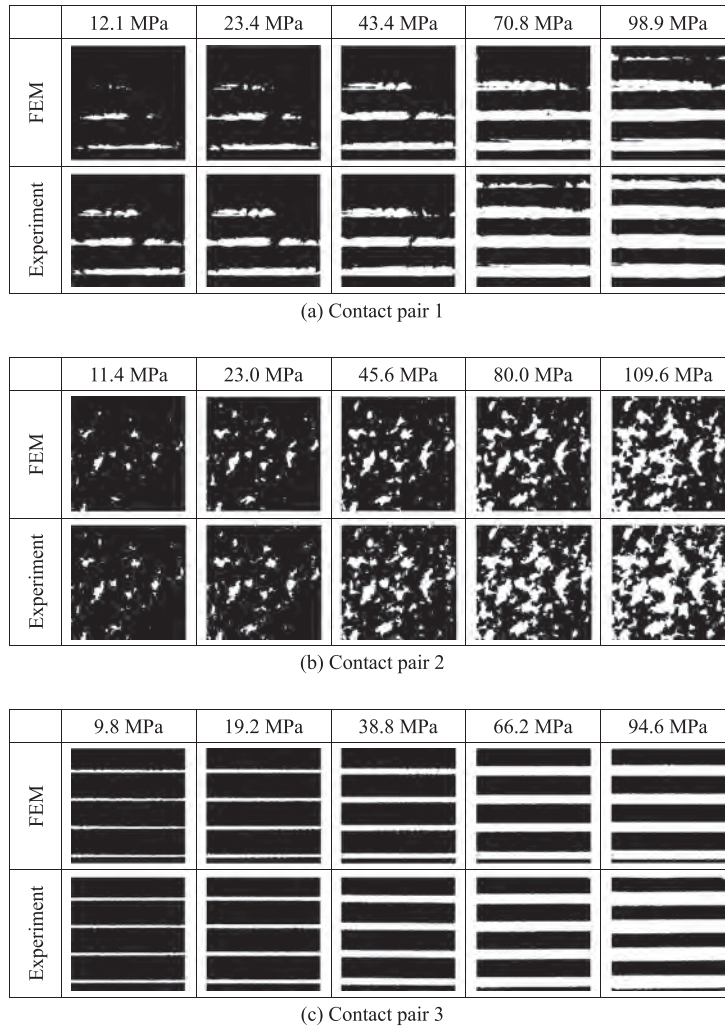 12.1 MPa 23.4 MPa 43.4 MPa 70.8 MPa 98.9 MPa
FEM
Experiment
(a) Contact pair 1
11.4 MPa 23.0 MPa 45.6 MPa 80.0 MPa 109.6 MPa
FEM
Experiment
(b) Contact pair 2
9.8 MPa 19.2 MPa 38.8 MPa 66.2 MPa 94.6 MPa
FEM
Experiment
(c) Contact pair 3